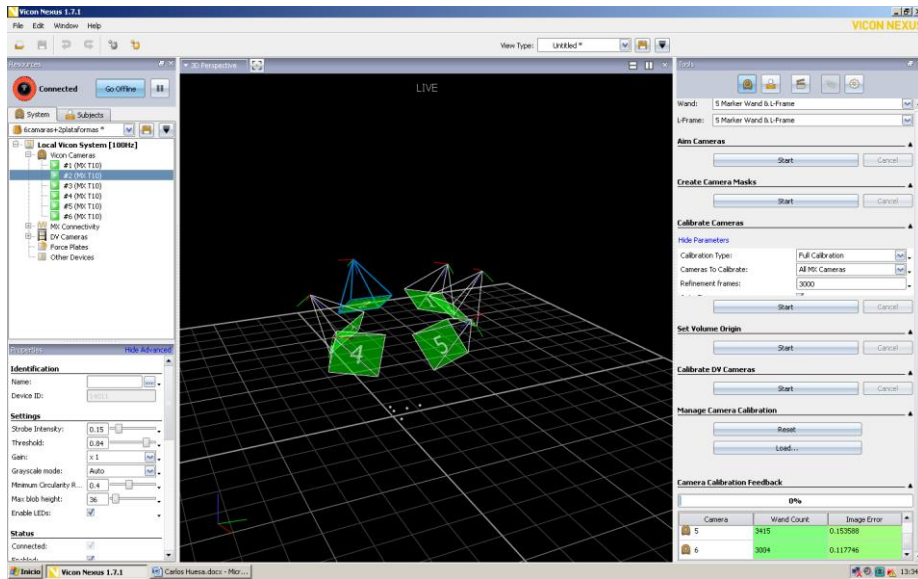 Vicon Nexus 1.7.1
File Edit Window Help
VICON NEXUS
View Type: Untitled *
Resources
Connected Go Offline
System Subjects
6camaras+2plataformas *
Local Vicon System [100Hz]
Vicon Cameras
#1 (MX T10)
#2 (MX T10)
#3 (MX T10)
#4 (MX T10)
#5 (MX T10)
#6 (MX T10)
MX Connectivity
DV Cameras
Force Plates
Other Devices
Properties Hide Advanced
Identification
Name:
Device ID:
Settings
Strobe Intensity: 0.15
Threshold: 0.84
Gain: x 1
Grayscale mode: Auto
Minimum Circularity R... 0.4
Max blob height: 36
Enable LEDs:
Status
Connected:
3D Perspective
LIVE
4
5
Tools
Wand: 5 Marker Wand & L-Frame
L-Frame: 5 Marker Wand & L-Frame
Aim Cameras
Start Cancel
Create Camera Masks
Start Cancel
Calibrate Cameras
Hide Parameters
Calibration Type: Full Calibration
Cameras To Calibrate: All MX Cameras
Refinement frames: 3000
Start Cancel
Set Volume Origin
Start Cancel
Calibrate DV Cameras
Start Cancel
Manage Camera Calibration
Reset
Load...
Camera Calibration Feedback
0%
Camera Wand Count Image Error
5 3415 0.153588
6 3004 0.117746
Inicio Vicon Nexus 1.7.1 Carlos Huesa.docx - Micr... 13:34